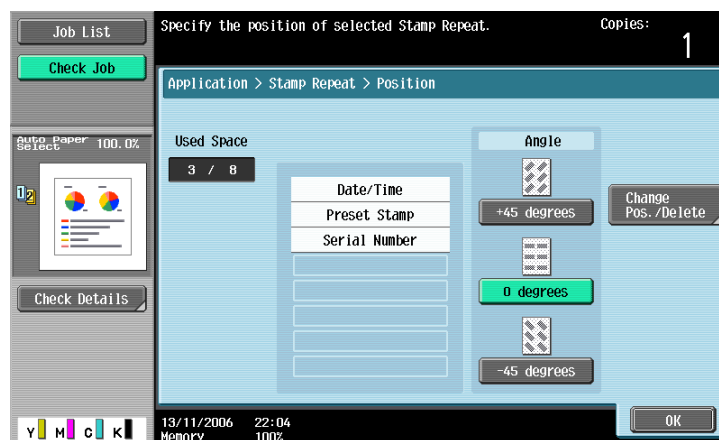 Job List
Check Job
Specify the position of selected Stamp Repeat.
Copies:
1
Application > Stamp Repeat > Position
Auto Paper
Select
100.0%
1 2
Check Details
Used Space
3 / 8
Date/Time
Preset Stamp
Serial Number
Angle
+45 degrees
0 degrees
-45 degrees
Change
Pos./Delete
Y M C K
13/11/2006 22:04
Memory 100%
OK